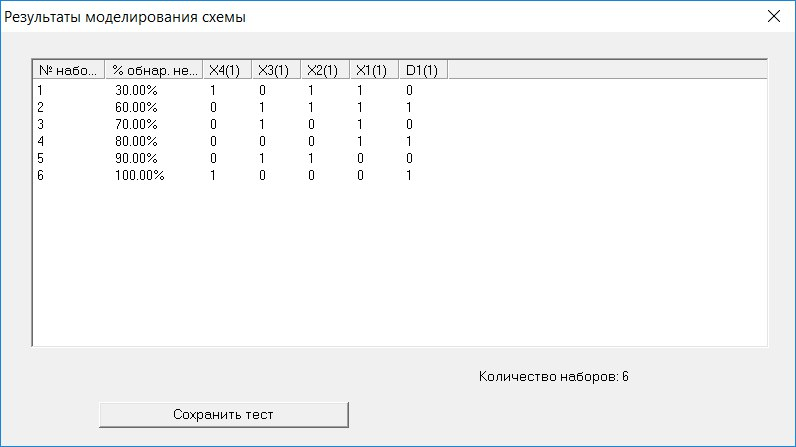 Результаты моделирования схемы
№ набо... % обнар. не... X4(1) X3(1) X2(1) X1(1) D1(1)
1 30.00% 1 0 1 1 0
2 60.00% 0 1 1 1 1
3 70.00% 0 1 0 1 0
4 80.00% 0 0 0 1 1
5 90.00% 0 1 1 0 0
6 100.00% 1 0 0 0 1
Количество наборов: 6
Сохранить тест